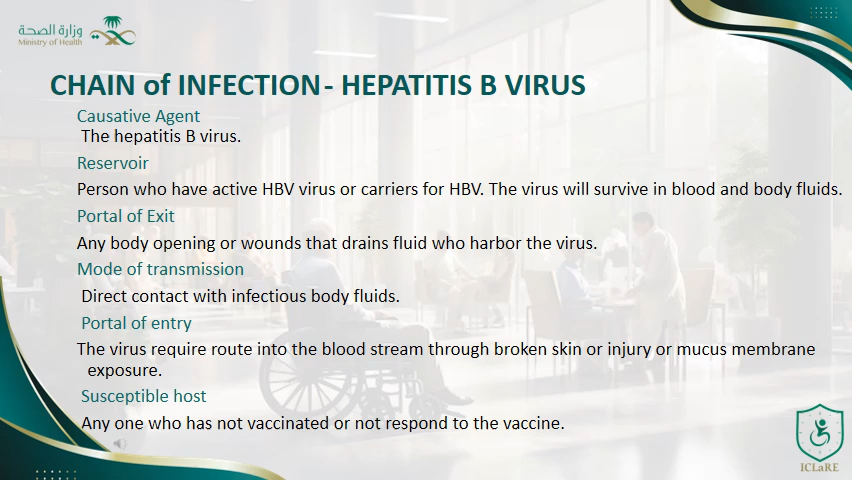 وزارة الصحة
Ministry of Health
CHAIN of INFECTION- HEPATITIS B VIRUS
Causative Agent
The hepatitis B virus.
Reservoir
Person who have active HBV virus or carriers for HBV. The virus will survive in blood and body fluids.
Portal of Exit
Any body opening or wounds that drains fluid who harbor the virus.
Mode of transmission
Direct contact with infectious body fluids.
Portal of entry
The virus require route into the blood stream through broken skin or injury or mucus membrane
exposure.
Susceptible host
Any one who has not vaccinated or not respond to the vaccine.
ICLaRE